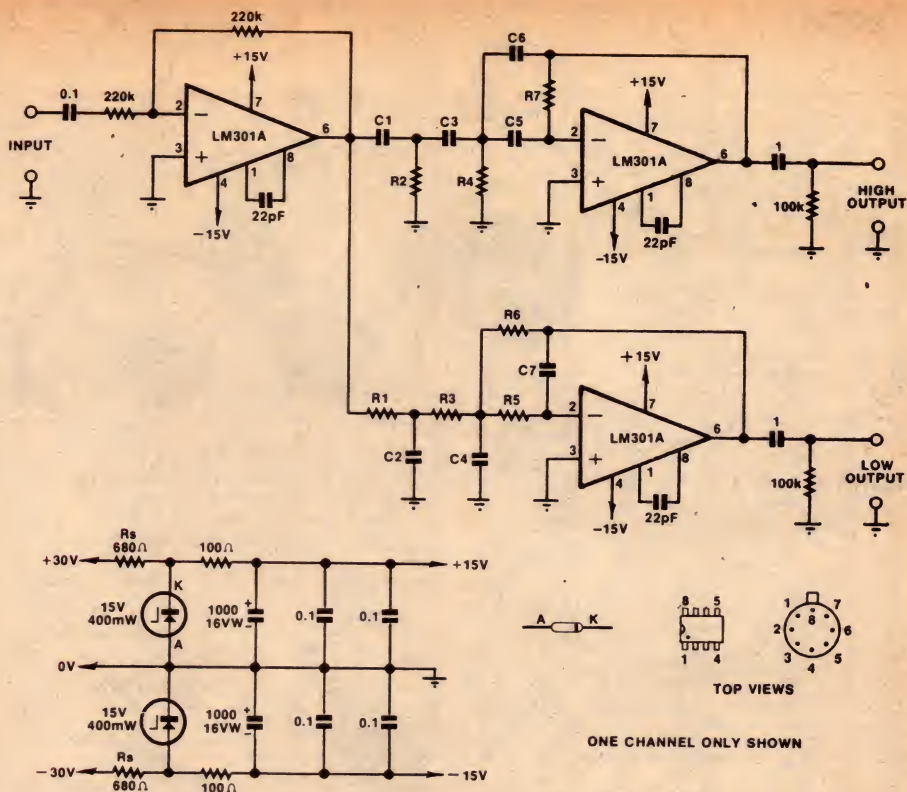 220k
+15V
0.1
220k
2
7
LM301A
6
INPUT
3
4
1
8
22pF
−15V
C1
C3
R2
R4
C6
R7
C5
+15V
2
7
LM301A
6
3
4
1
8
22pF
-15V
1
100k
HIGH
OUTPUT
R1
R3
C2
C4
R6
C7
R5
+15V
2
7
LM301A
6
3
4
1
8
22pF
-15V
1
100k
LOW
OUTPUT
+30V
Rs
680Ω
100Ω
+15V
K
15V
400mW
A
1000
16VW
+
−
0.1
0.1
0V
15V
400mW
1000
16VW
+
−
0.1
0.1
−30V
Rs
680Ω
100Ω
−15V
A K
8 5
1 4
1 7
8
2 6
3 5
4
TOP VIEWS
ONE CHANNEL ONLY SHOWN